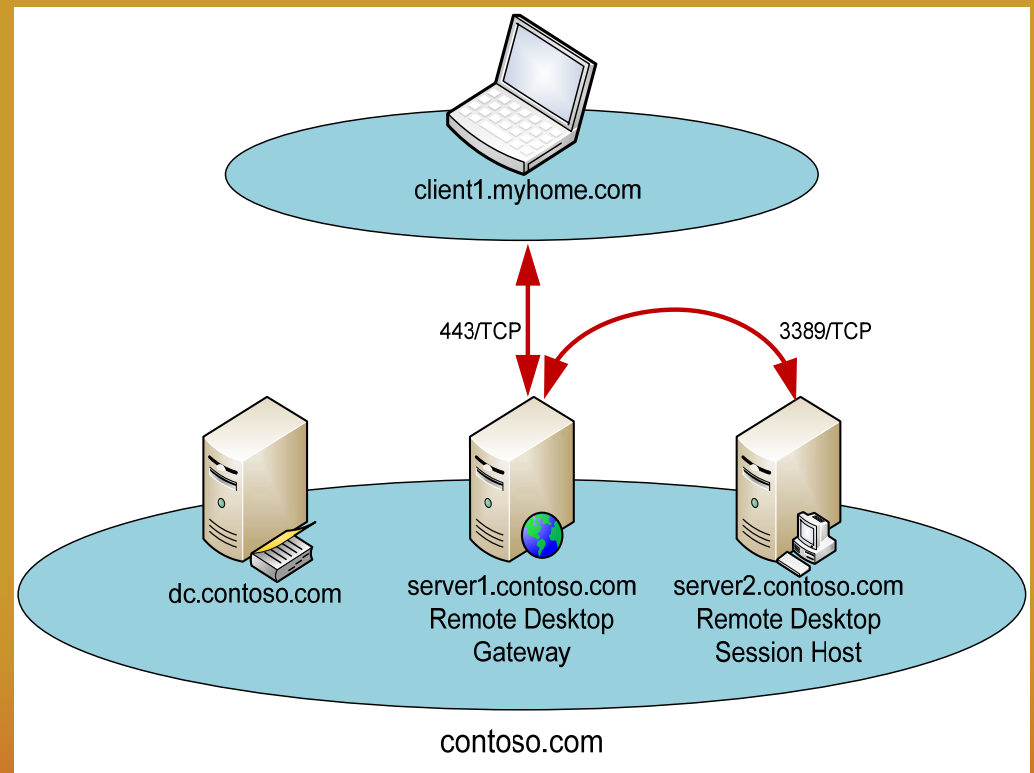 client1.myhome.com
443/TCP
3389/TCP
dc.contoso.com
server1.contoso.com
Remote Desktop
Gateway
server2.contoso.com
Remote Desktop
Session Host
contoso.com